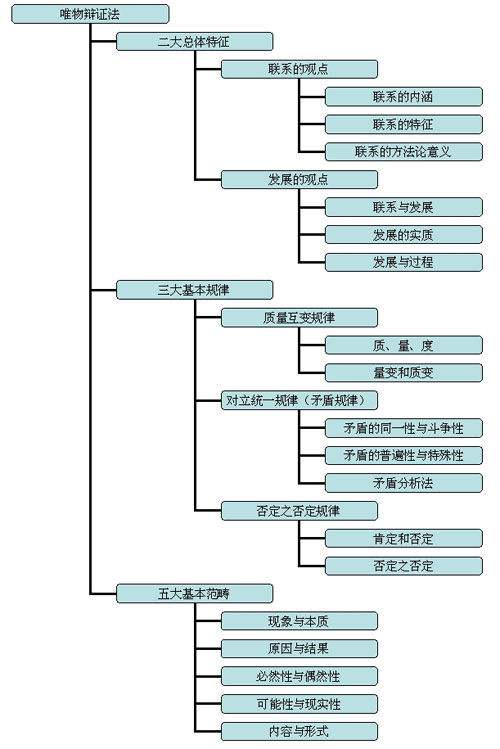 唯物辩证法
二大总体特征
联系的观点
联系的内涵
联系的特征
联系的方法论意义
发展的观点
联系与发展
发展的实质
发展与过程
三大基本规律
质量互变规律
质、量、度
量变和质变
对立统一规律（矛盾规律）
矛盾的同一性与斗争性
矛盾的普遍性与特殊性
矛盾分析法
否定之否定规律
肯定和否定
否定之否定
五大基本范畴
现象与本质
原因与结果
必然性与偶然性
可能性与现实性
内容与形式